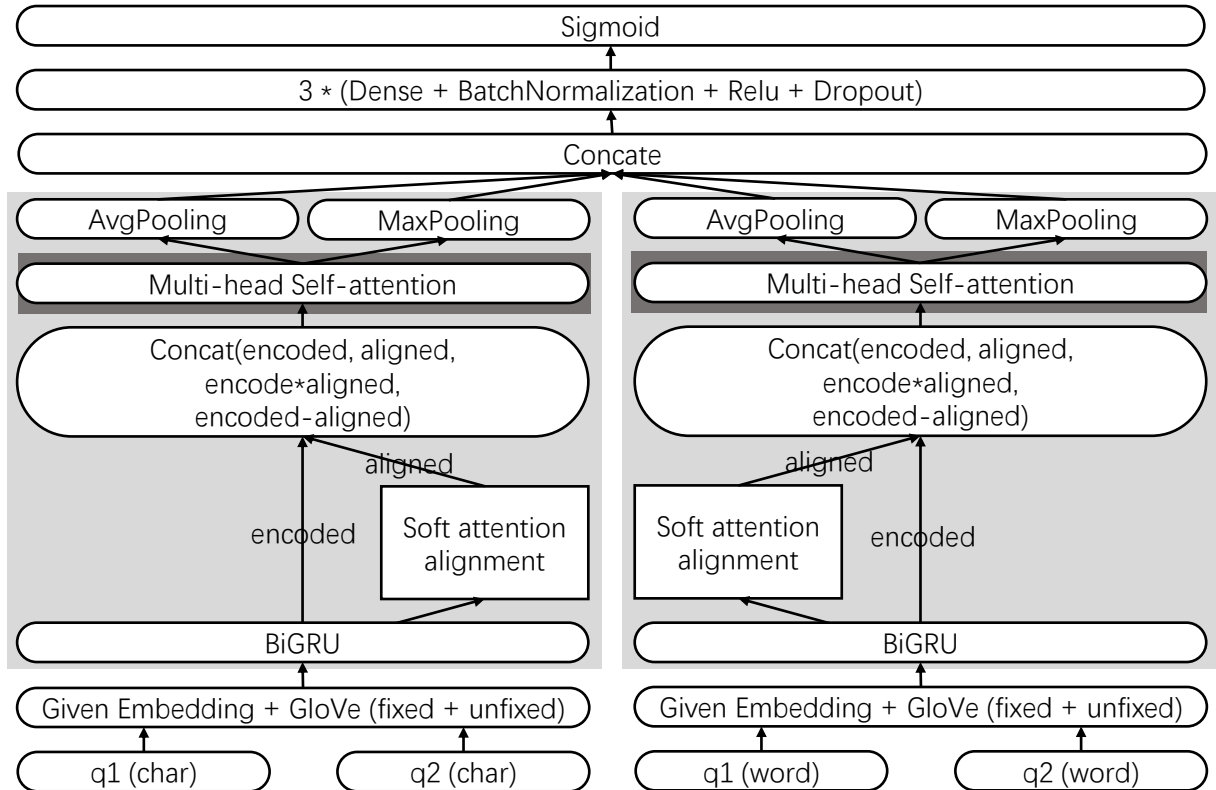 Sigmoid
3 * (Dense + BatchNormalization + Relu + Dropout)
Concate
AvgPooling
MaxPooling
AvgPooling
MaxPooling
Multi-head Self-attention
Multi-head Self-attention
Concat(encoded, aligned,
encode*aligned,
encoded-aligned)
Concat(encoded, aligned,
encode*aligned,
encoded-aligned)
aligned
aligned
encoded
Soft attention
alignment
Soft attention
alignment
encoded
BiGRU
BiGRU
Given Embedding + GloVe (fixed + unfixed)
Given Embedding + GloVe (fixed + unfixed)
q1 (char)
q2 (char)
q1 (word)
q2 (word)